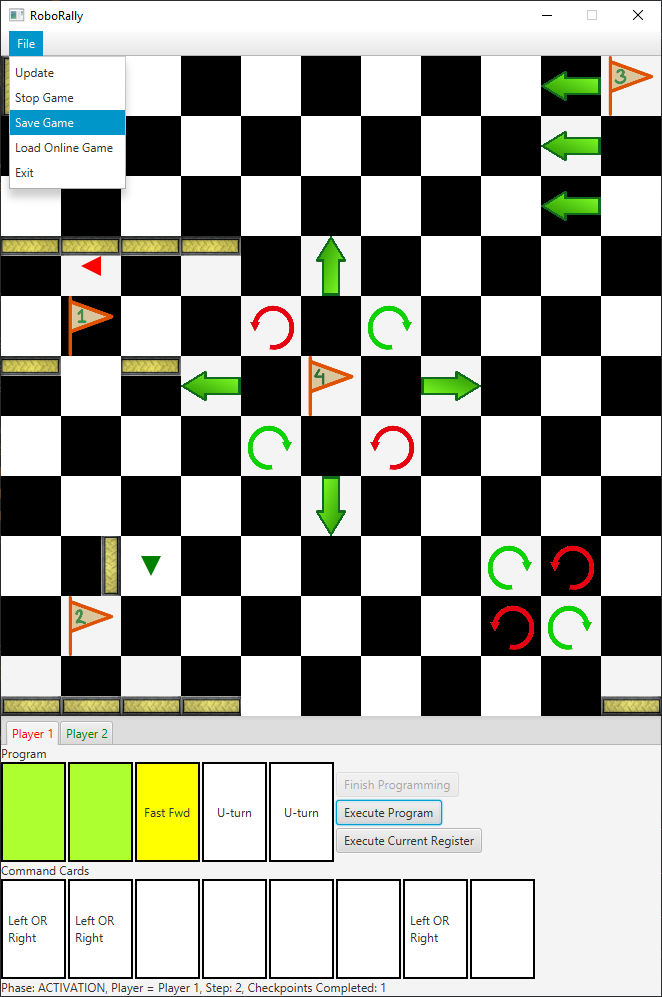 RoboRally
File
Update
Stop Game
Save Game
Load Online Game
Exit
3
1
4
2
Player 1 Player 2
Program
Fast Fwd U-turn U-turn
Finish Programming
Execute Program
Execute Current Register
Command Cards
Left OR Left OR Left OR
Right Right Right
Phase: ACTIVATION, Player = Player 1, Step: 2, Checkpoints Completed: 1